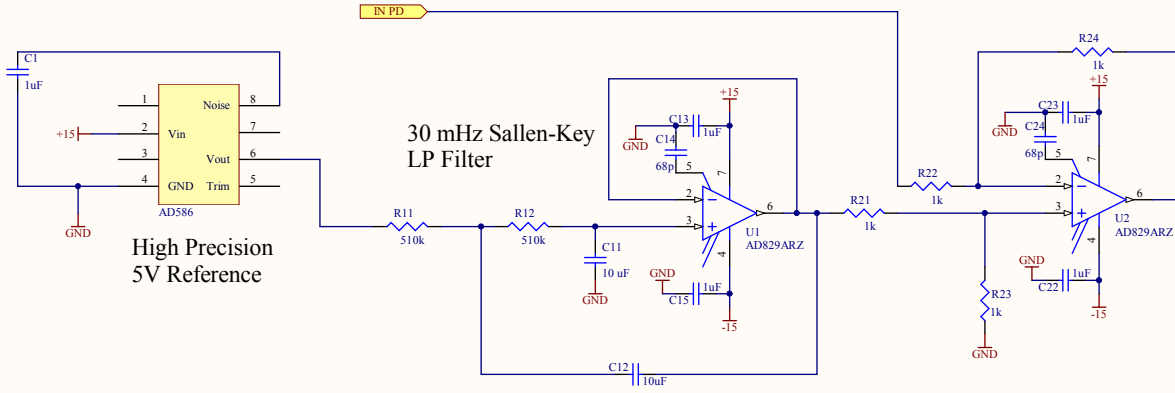 IN PD
C1
1uF
1
2
3
4
Noise
Vin
Vout
GND
Trim
8
7
6
5
+15
AD586
GND
High Precision
5V Reference
30 mHz Sallen-Key
LP Filter
R11
510k
R12
510k
C11
10 uF
GND
C12
10uF
+15
C13
1uF
GND
C14
68p
5
7
2
3
6
4
U1
AD829ARZ
GND
C15
1uF
-15
R21
1k
R22
1k
R23
1k
GND
R24
1k
+15
C23
1uF
GND
C24
68p
5
7
2
3
6
4
U2
AD829ARZ
GND
C22
1uF
-15